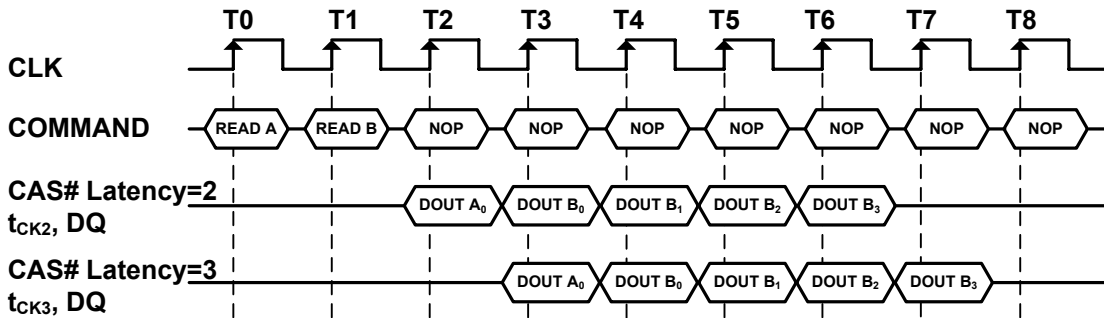 T0 T1 T2 T3 T4 T5 T6 T7 T8
CLK
COMMAND READ A READ B NOP NOP NOP NOP NOP NOP NOP
CAS# Latency=2
DOUT A₀ DOUT B₀ DOUT B₁ DOUT B₂ DOUT B₃
tCK2, DQ
CAS# Latency=3
DOUT A₀ DOUT B₀ DOUT B₁ DOUT B₂ DOUT B₃
tCK3, DQ